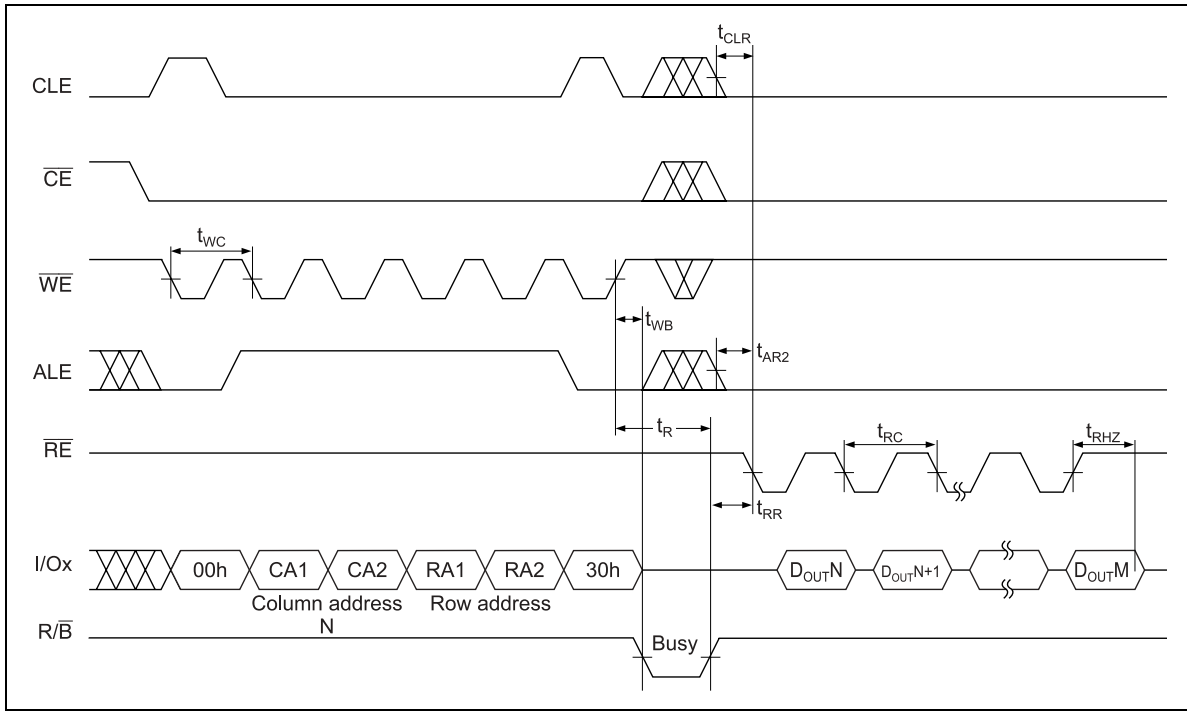 tCLR
CLE
CE
tWC
WE
tWB
ALE
tAR2
tR
RE
tRC
tRHZ
tRR
I/Ox
00h
CA1
CA2
RA1
RA2
30h
DOUTN
DOUTN+1
DOUTM
Column address
N
Row address
R/B
Busy